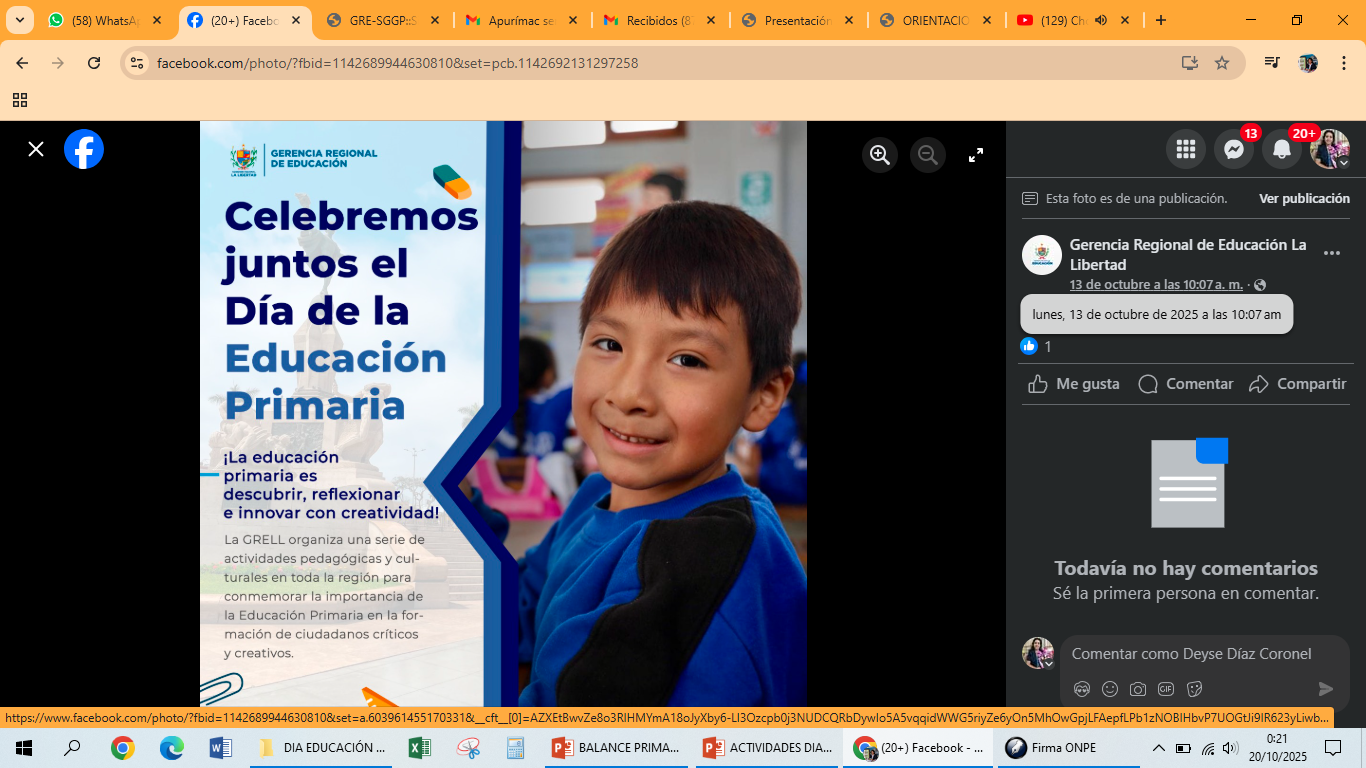 (58) WhatsA
(20+) Facebo
GRE-SGGP::S
Apurímac se
Recibidos (8
Presentación
ORIENTACIO
(129) Ch
facebook.com/photo/?fbid=1142689944630810&set=pcb.1142692131297258
GERENCIA REGIONAL
DE EDUCACIÓN
LA LIBERTAD
Celebremos
juntos el
Día de la
Educación
Primaria
¡La educación
primaria es
descubrir, reflexionar
e innovar con creatividad!
La GRELL organiza una serie de
actividades pedagógicas y cul-
turales en toda la región para
conmemorar la importancia de
la Educación Primaria en la for-
mación de ciudadanos críticos
y creativos.
13
20+
Esta foto es de una publicación.
Ver publicación
Gerencia Regional de Educación La
Libertad
13 de octubre a las 10:07 a. m. ·
lunes, 13 de octubre de 2025 a las 10:07 am
1
Me gusta
Comentar
Compartir
Todavía no hay comentarios
Sé la primera persona en comentar.
Comentar como Deyse Díaz Coronel
GIF
DIA EDUCACIÓN ...
BALANCE PRIMA...
ACTIVIDADES DIA...
(20+) Facebook - ...
Firma ONPE
0:21
20/10/2025